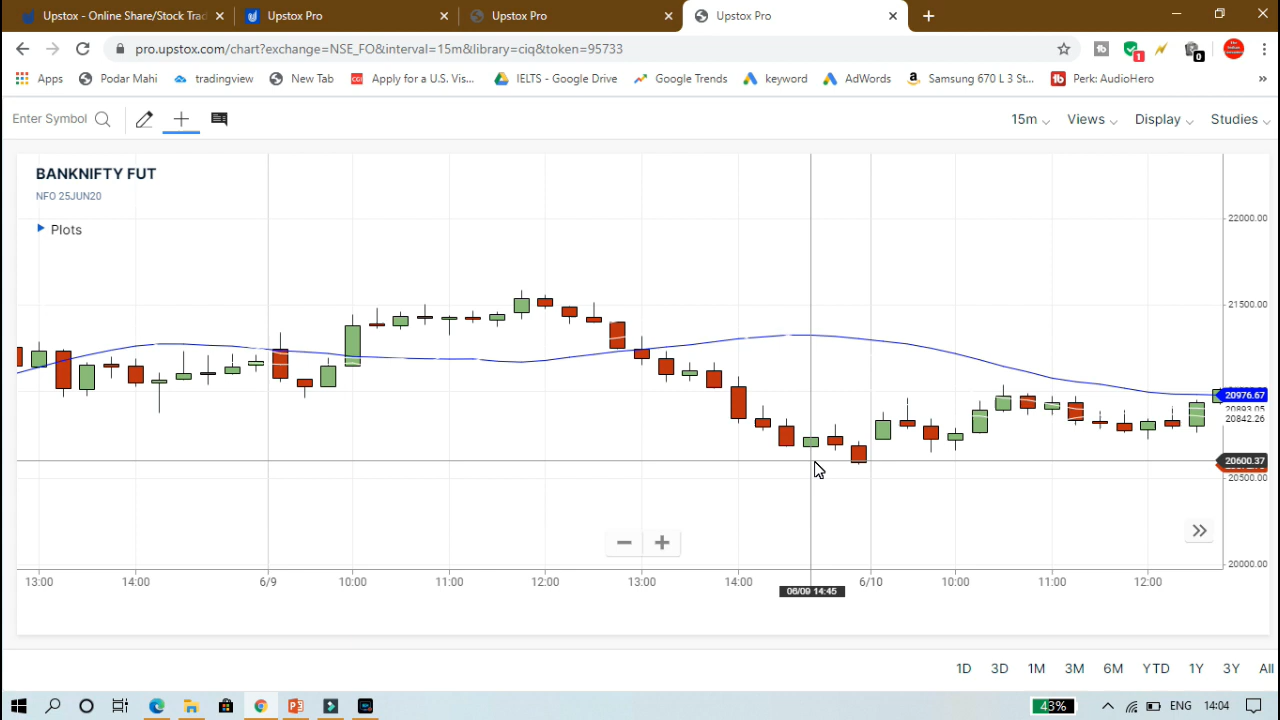 Upstox - Online Share/Stock Trad
Upstox Pro
Upstox Pro
Upstox Pro
pro.upstox.com/chart?exchange=NSE_FO&interval=15m&library=ciq&token=95733
1
0
Apps
Podar Mahi
tradingview
New Tab
CGI
Apply for a U.S. Vis...
IELTS - Google Drive
Google Trends
keyword
AdWords
Samsung 670 L 3 St...
Perk: AudioHero
Enter Symbol
15m
Views
Display
Studies
BANKNIFTY FUT
NFO 25JUN20
Plots
22000.00
21500.00
20976.67
20893.05
20842.26
20600.37
20500.00
20000.00
13:00 14:00 6/9 10:00 11:00 12:00 13:00 14:00 6/10 10:00 11:00 12:00
06/09 14:45
1D 3D 1M 3M 6M YTD 1Y 3Y All
43%
ENG
14:04